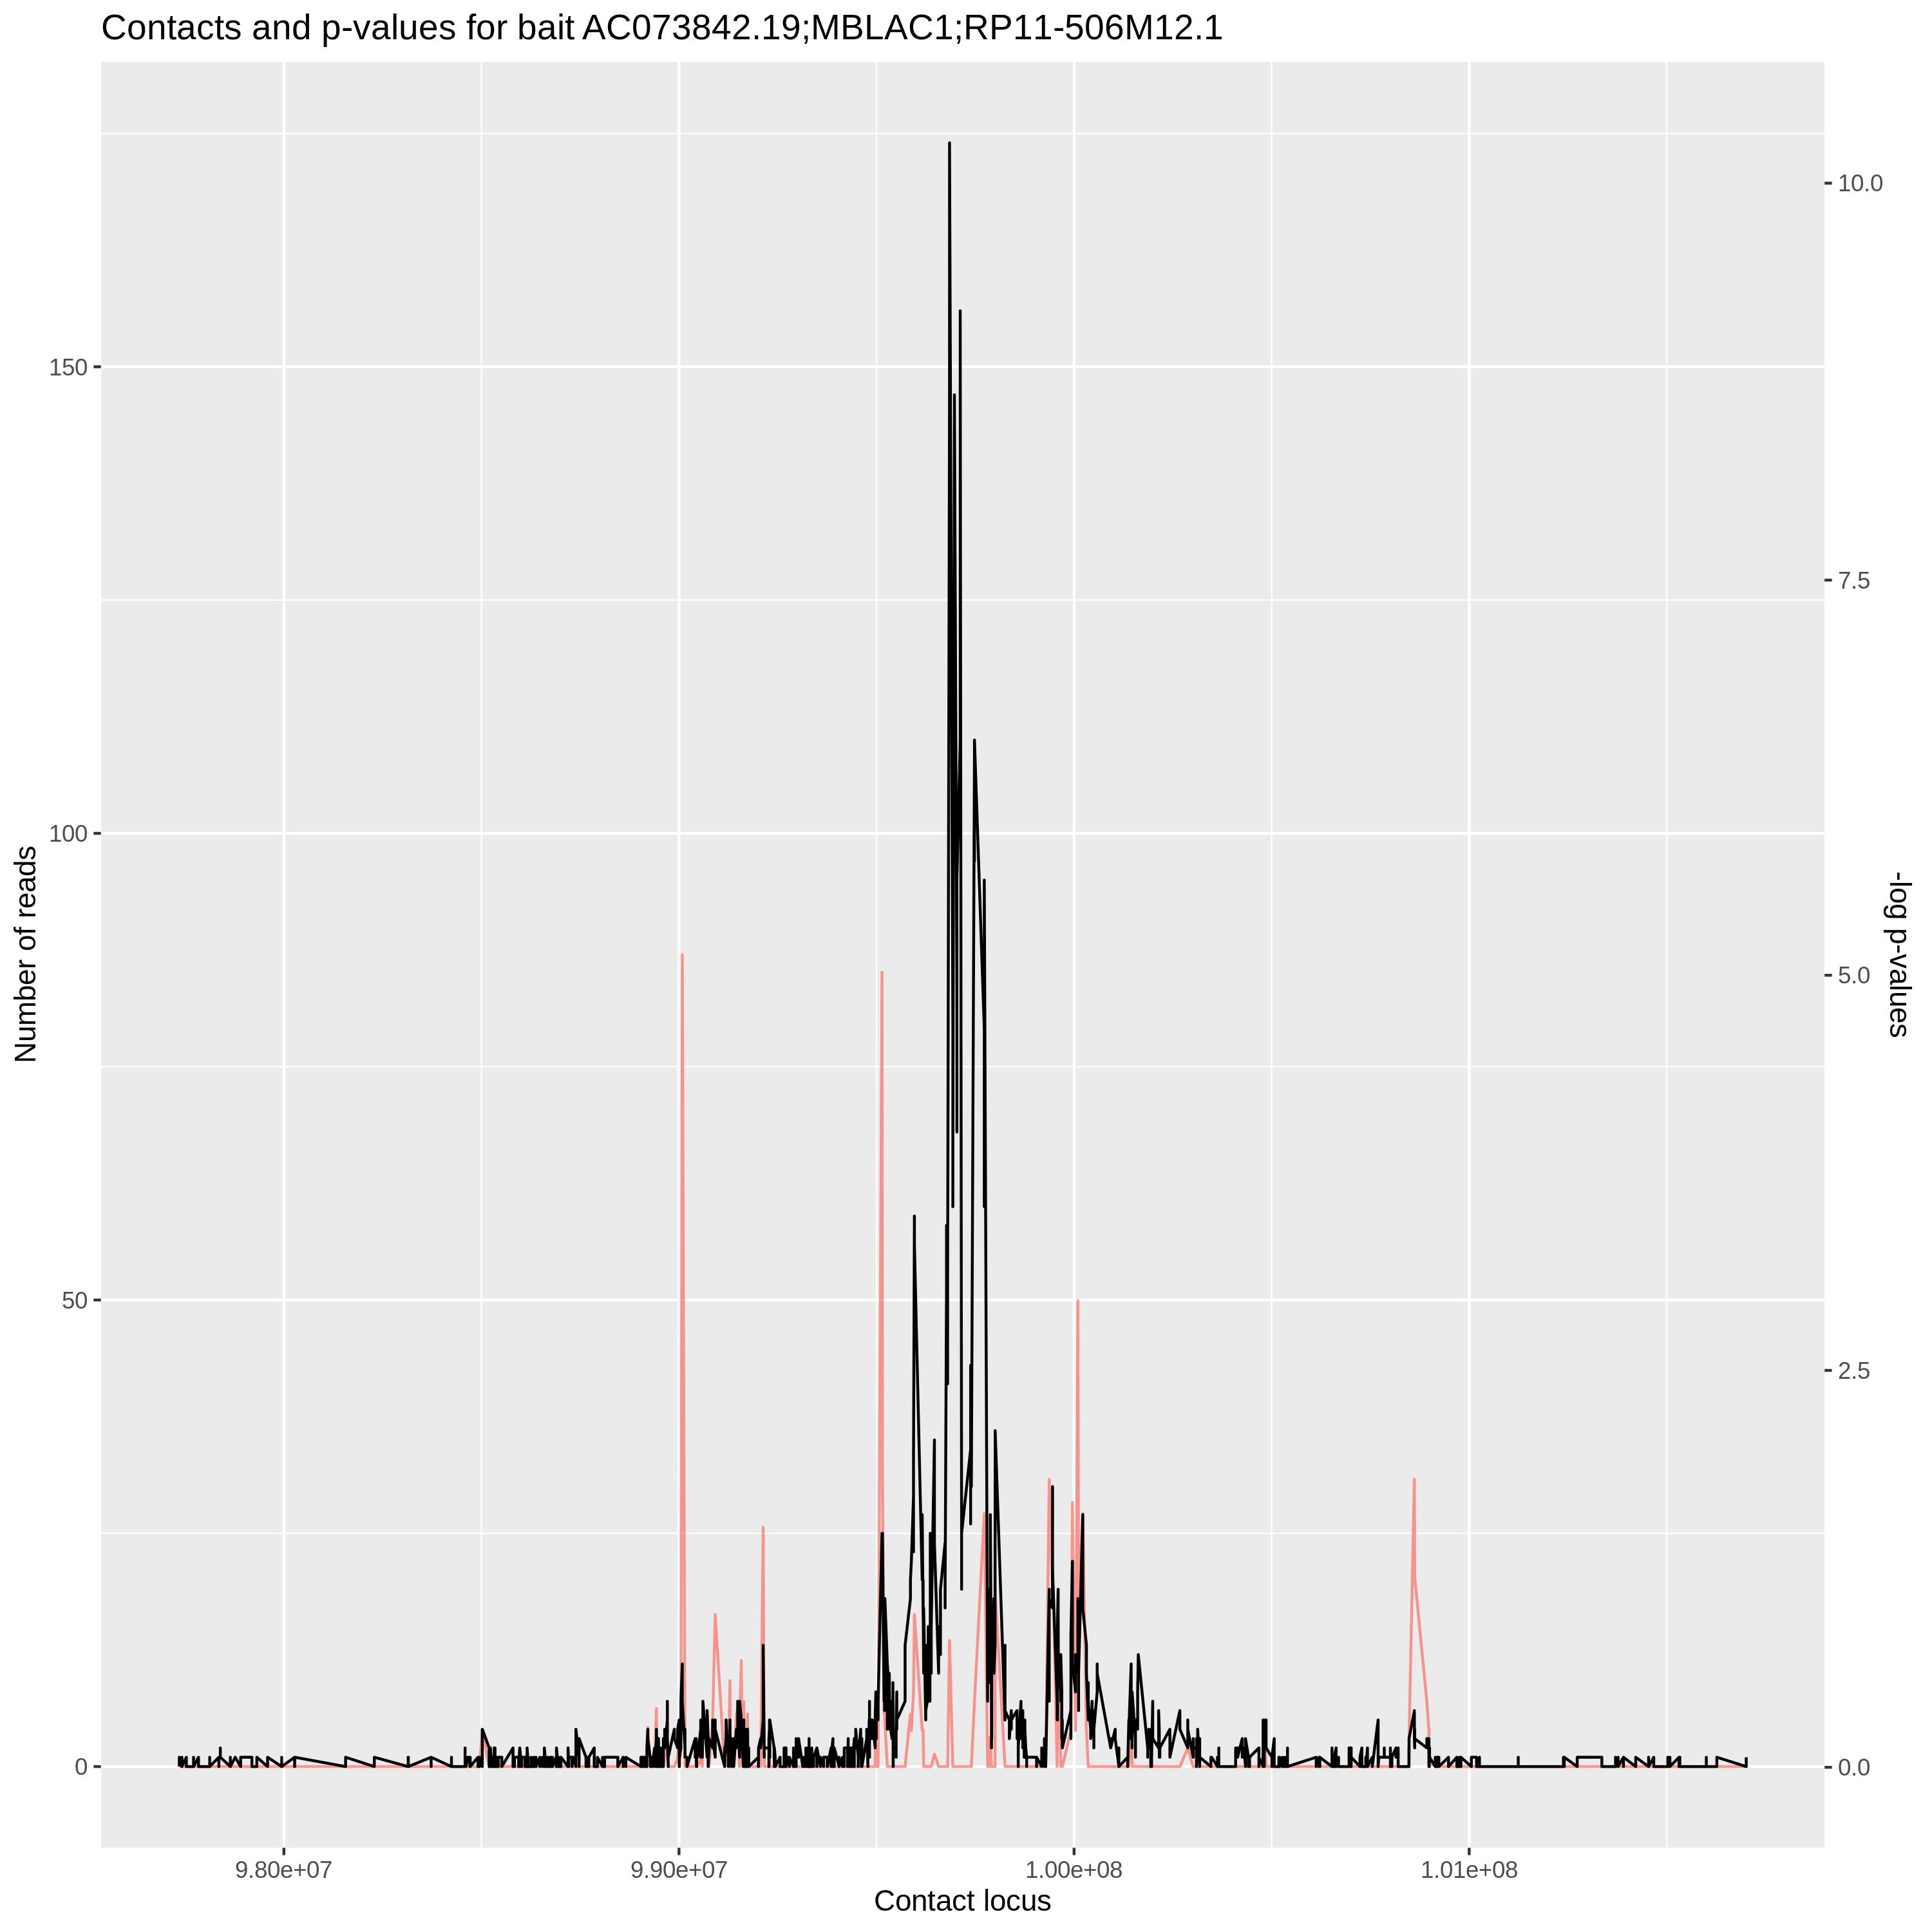 Contacts and p-values for bait AC073842.19;MBLAC1;RP11-506M12.1
Number of reads
150
100
50
0
10.0
7.5
5.0
2.5
0.0
-log p-values
9.80e+07
9.90e+07
1.00e+08
1.01e+08
Contact locus